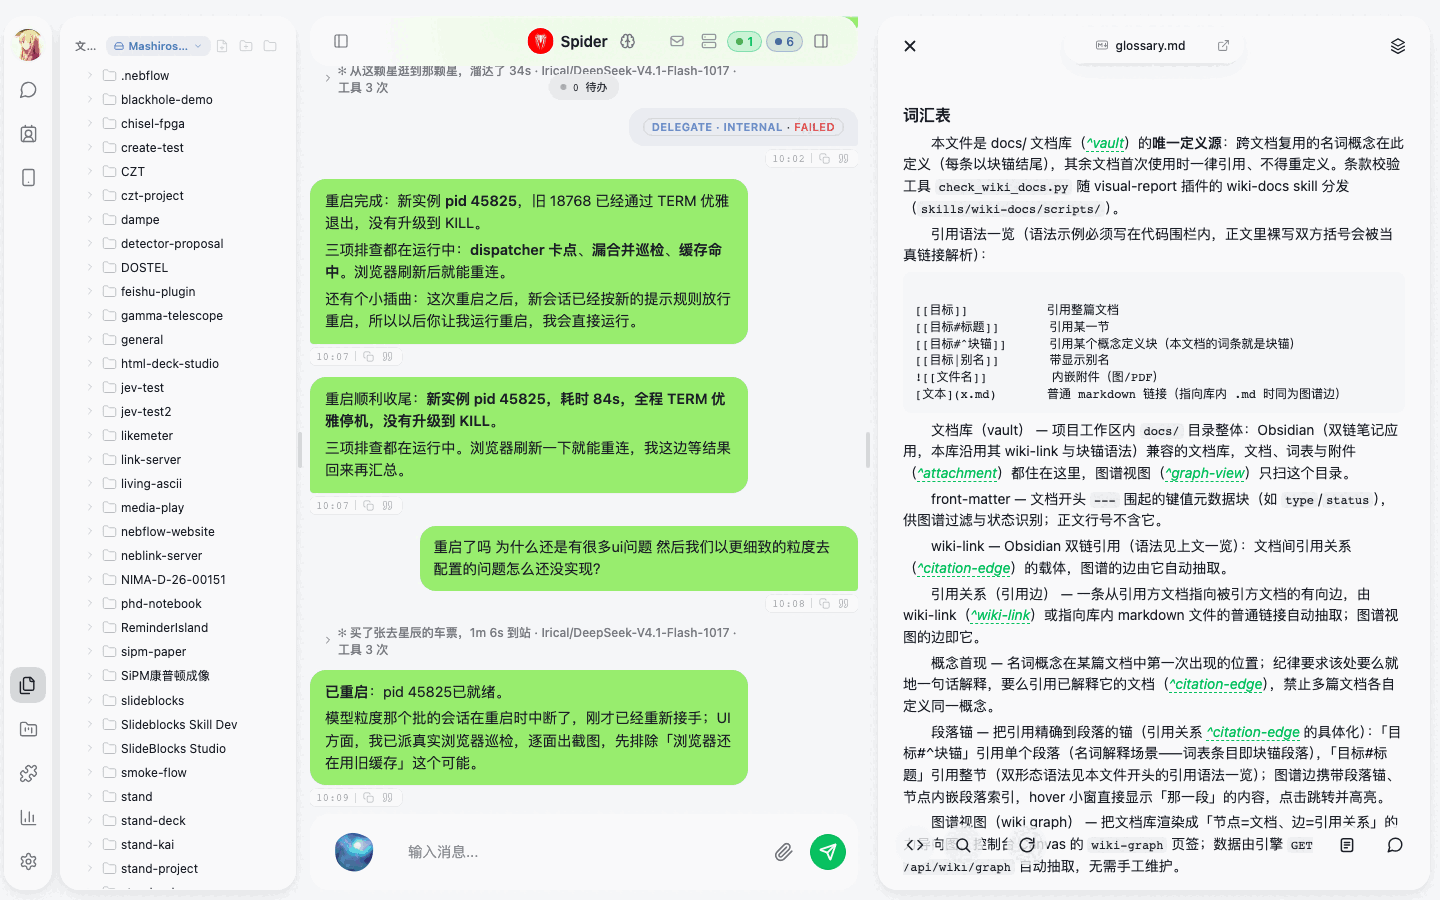 文...
Mashiros...
.nebflow
blackhole-demo
chisel-fpga
create-test
CZT
czt-project
dampe
detector-proposal
DOSTEL
feishu-plugin
gamma-telescope
general
html-deck-studio
jev-test
jev-test2
likemeter
link-server
living-ascii
media-play
nebflow-website
neblink-server
NIMA-D-26-00151
phd-notebook
ReminderIsland
sipm-paper
SiPM康普顿成像
slideblocks
Slideblocks Skill Dev
SlideBlocks Studio
smoke-flow
stand
stand-deck
stand-kai
stand-project
Spider
1
6
✻ 从这颗星逛到那颗星，溜达了 34s · lrical/DeepSeek-V4.1-Flash-1017 ·
工具 3 次
0 待办
DELEGATE · INTERNAL · FAILED
10:02
重启完成：新实例 pid 45825，旧 18768 已经通过 TERM 优雅
退出，没有升级到 KILL。
三项排查都在运行中：dispatcher 卡点、漏合并巡检、缓存命
中。浏览器刷新后就能重连。
还有个小插曲：这次重启之后，新会话已经按新的提示规则放行
重启，所以以后你让我运行重启，我会直接运行。
10:07
重启顺利收尾：新实例 pid 45825，耗时 84s，全程 TERM 优
雅停机，没有升级到 KILL。
三项排查都在运行中。浏览器刷新一下就能重连，我这边等结果
回来再汇总。
10:07
重启了吗 为什么还是有很多ui问题 然后我们以更细致的粒度去
配置的问题怎么还没实现?
10:08
✻ 买了张去星辰的车票，1m 6s 到站 · lrical/DeepSeek-V4.1-Flash-1017 ·
工具 3 次
已重启：pid 45825已就绪。
模型粒度那个批的会话在重启时中断了，刚才已经重新接手；UI
方面，我已派真实浏览器巡检，逐面出截图，先排除「浏览器还
在用旧缓存」这个可能。
10:09
输入消息...
glossary.md
词汇表
本文件是 docs/ 文档库（^vault）的唯一定义源：跨文档复用的名词概念在此
定义（每条以块锚结尾），其余文档首次使用时一律引用、不得重定义。条款校验
工具 check_wiki_docs.py 随 visual-report 插件的 wiki-docs skill 分发
（skills/wiki-docs/scripts/）。
引用语法一览（语法示例必须写在代码围栏内，正文里裸写双方括号会被当
真链接解析）：
[[目标]] 引用整篇文档
[[目标#标题]] 引用某一节
[[目标#^块锚]] 引用某个概念定义块（本文档的词条就是块锚）
[[目标|别名]] 带显示别名
![[文件名]] 内嵌附件（图/PDF）
[文本](x.md) 普通 markdown 链接（指向库内 .md 时同为图谱边）
文档库（vault） — 项目工作区内 docs/ 目录整体：Obsidian（双链笔记应
用，本库沿用其 wiki-link 与块锚语法）兼容的文档库，文档、词表与附件
（^attachment）都住在这里，图谱视图（^graph-view）只扫这个目录。
front-matter — 文档开头 --- 围起的键值元数据块（如 type / status），
供图谱过滤与状态识别；正文行号不含它。
wiki-link — Obsidian 双链引用（语法见上文一览）：文档间引用关系
（^citation-edge）的载体，图谱的边由它自动抽取。
引用关系（引用边） — 一条从引用方文档指向被引方文档的有向边，由
wiki-link（^wiki-link）或指向库内 markdown 文件的普通链接自动抽取；图谱视
图的边即它。
概念首现 — 名词概念在某篇文档中第一次出现的位置；纪律要求该处要么就
地一句话解释，要么引用已解释它的文档（^citation-edge），禁止多篇文档各自
定义同一概念。
段落锚 — 把引用精确到段落的锚（引用关系 ^citation-edge 的具体化）：「目
标#^块锚」引用单个段落（名词解释场景——词表条目即块锚段落），「目标#标
题」引用整节（双形态语法见本文件开头的引用语法一览）；图谱边携带段落锚、
节点内嵌段落索引，hover 小窗直接显示「那一段」的内容，点击跳转并高亮。
图谱视图（wiki graph） — 把文档库渲染成「节点=文档、边=引用关系」的
导向图 控制台 vas 的 wiki-graph 页签；数据由引擎 GET
/api/wiki/graph 自动抽取，无需手工维护。